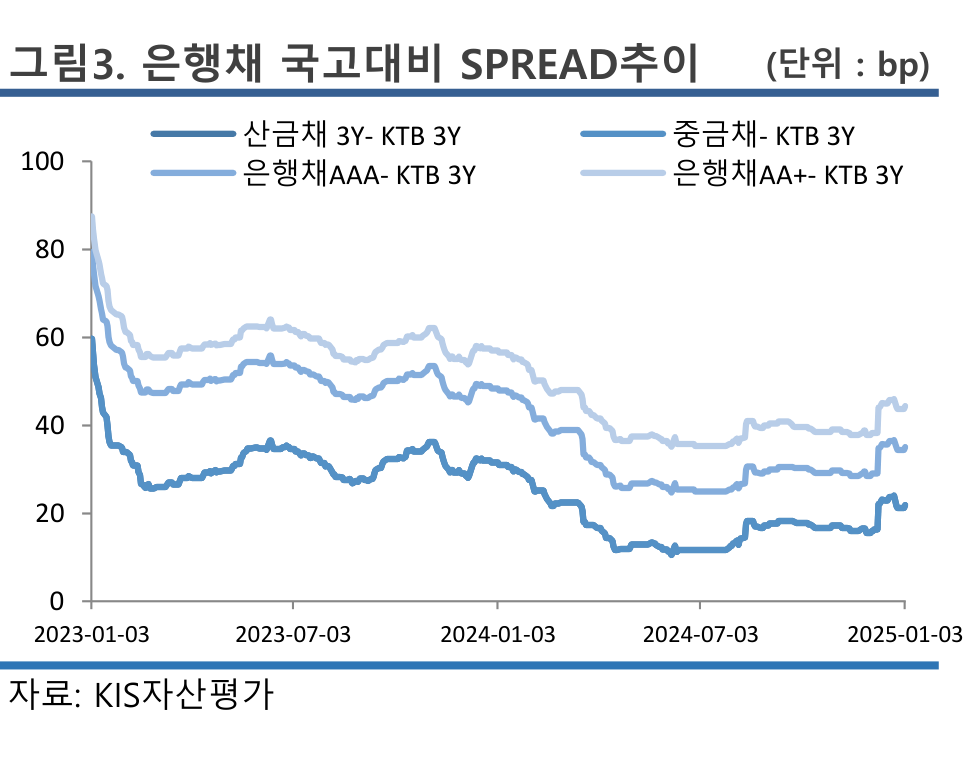 그림3. 은행채 국고대비 SPREAD추이 (단위 : bp)
산금채 3Y- KTB 3Y 중금채- KTB 3Y
은행채AAA- KTB 3Y 은행채AA+- KTB 3Y
100
80
60
40
20
0
2023-01-03 2023-07-03 2024-01-03 2024-07-03 2025-01-03
자료: KIS자산평가